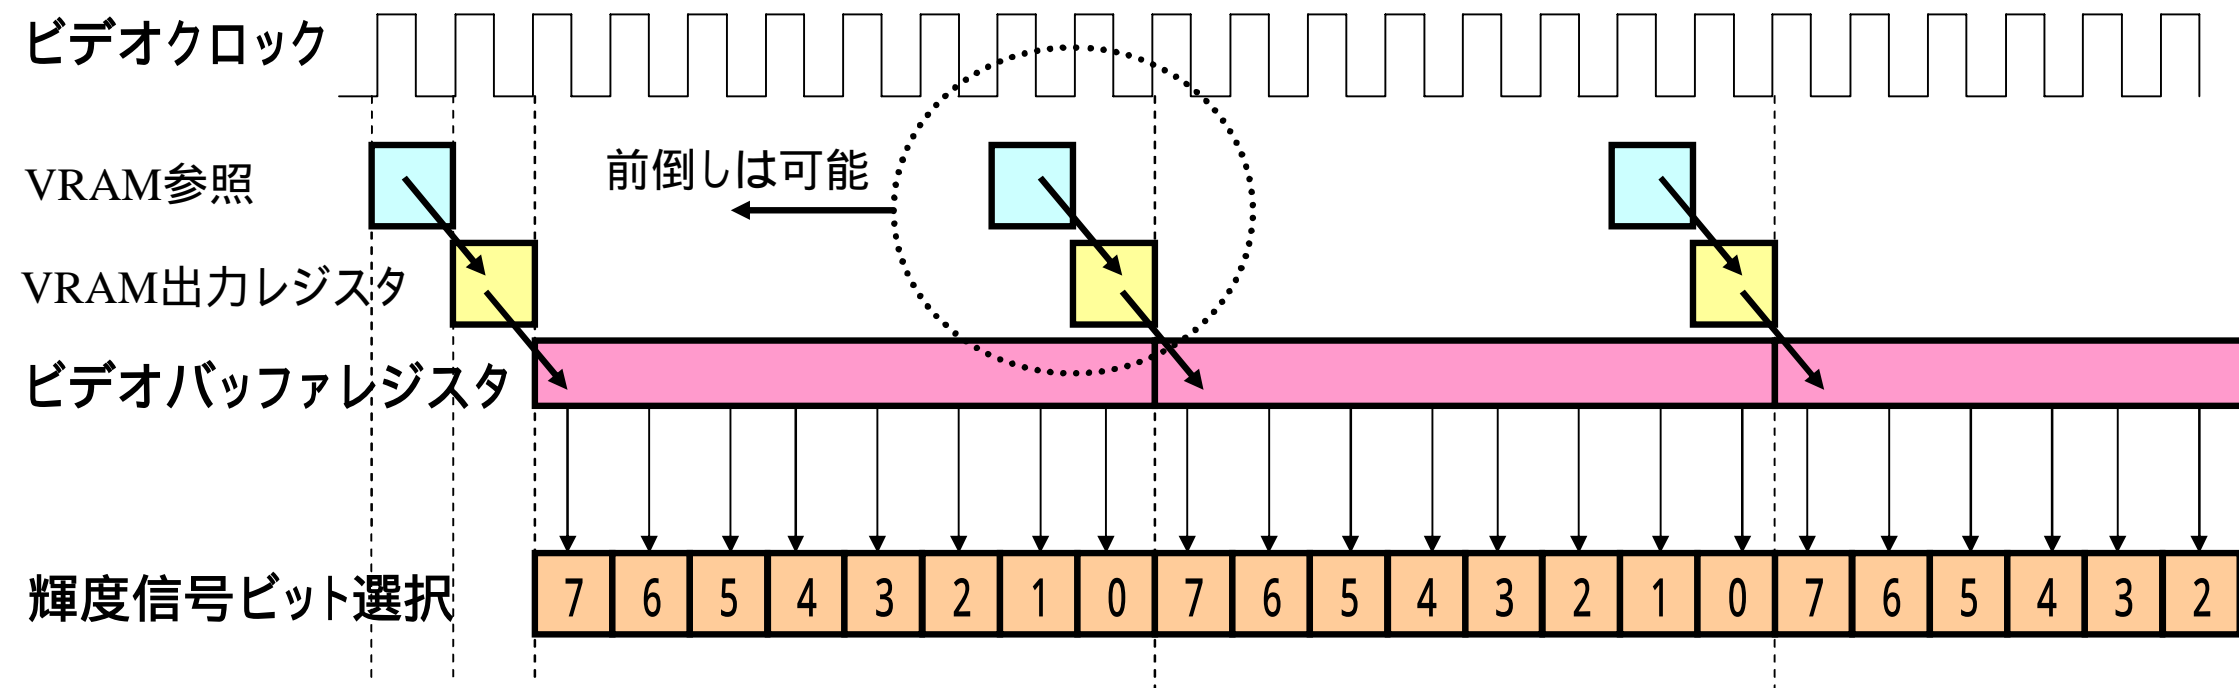 ビデオクロック
VRAM参照
前倒しは可能
VRAM出力レジスタ
ビデオバッファレジスタ
輝度信号ビット選択
7 6 5 4 3 2 1 0 7 6 5 4 3 2 1 0 7 6 5 4 3 2